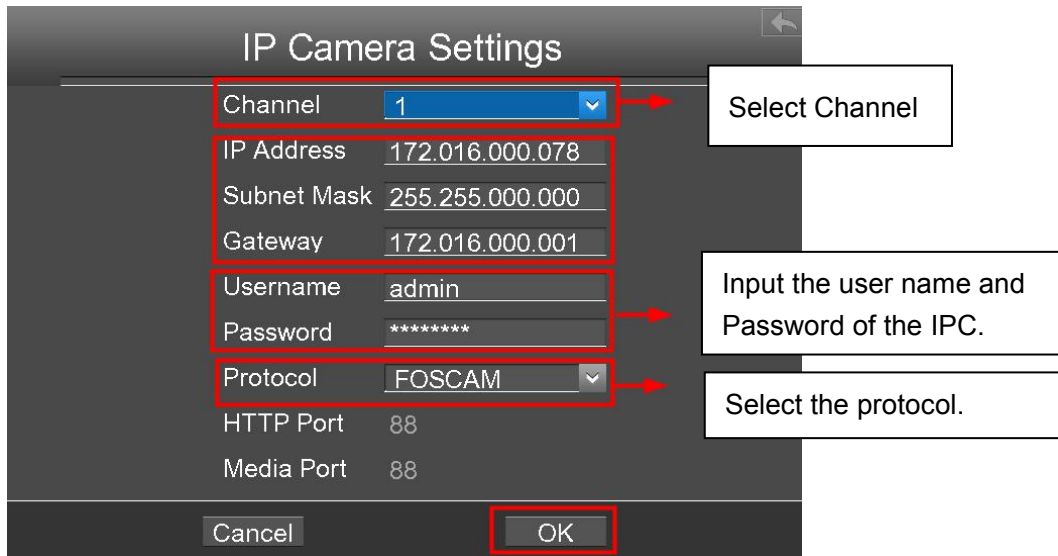 IP Camera Settings
Channel 1
Select Channel
IP Address 172.016.000.078
Subnet Mask 255.255.000.000
Gateway 172.016.000.001
Username admin
Input the user name and
Password of the IPC.
Password ********
Protocol FOSCAM
Select the protocol.
HTTP Port 88
Media Port 88
Cancel OK